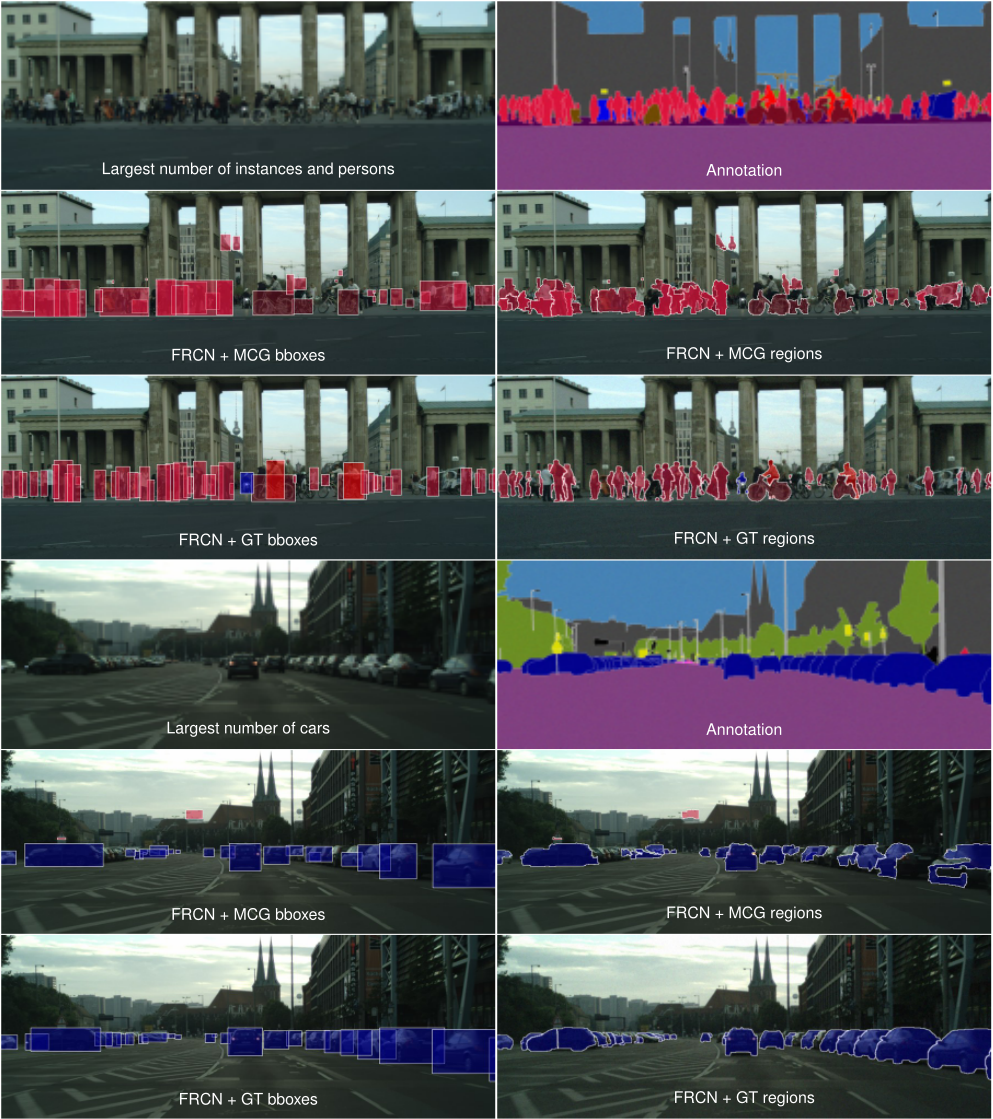 Largest number of instances and persons
Annotation
FRCN + MCG bboxes
FRCN + MCG regions
FRCN + GT bboxes
FRCN + GT regions
Largest number of cars
Annotation
FRCN + MCG bboxes
FRCN + MCG regions
FRCN + GT bboxes
FRCN + GT regions